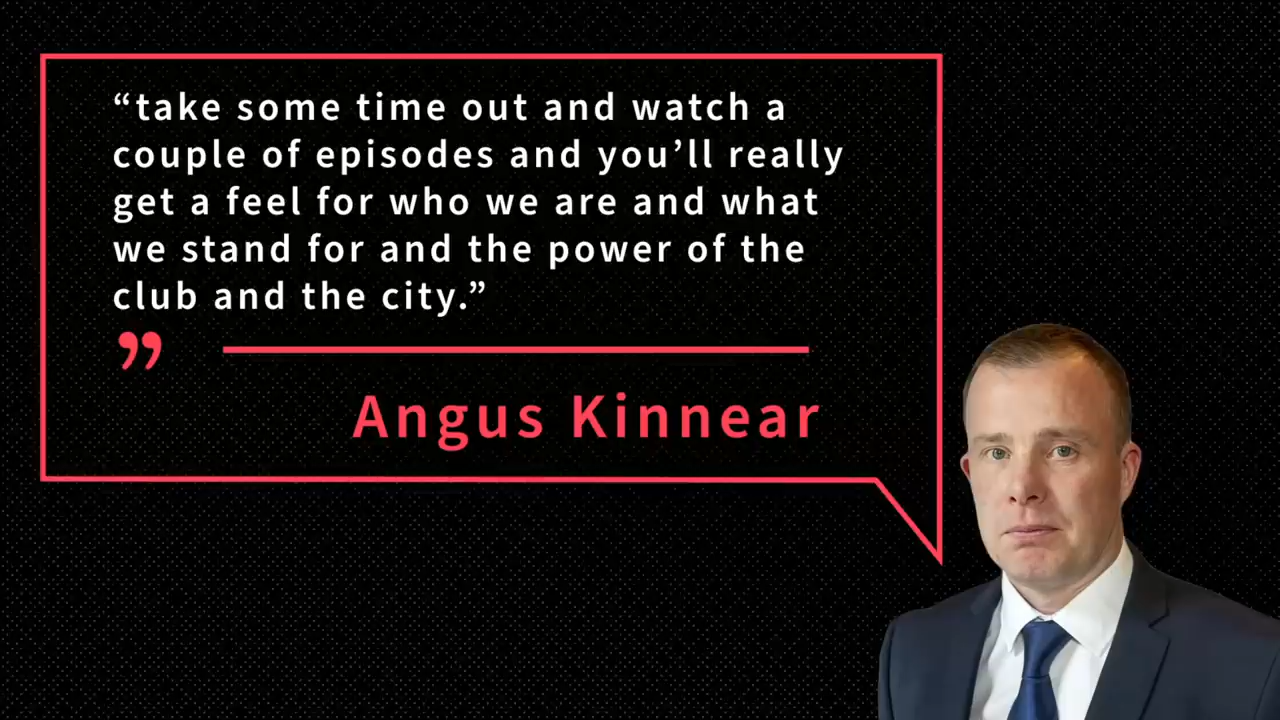 “take some time out and watch a
couple of episodes and you’ll really
get a feel for who we are and what
we stand for and the power of the
club and the city.”
”
Angus Kinnear